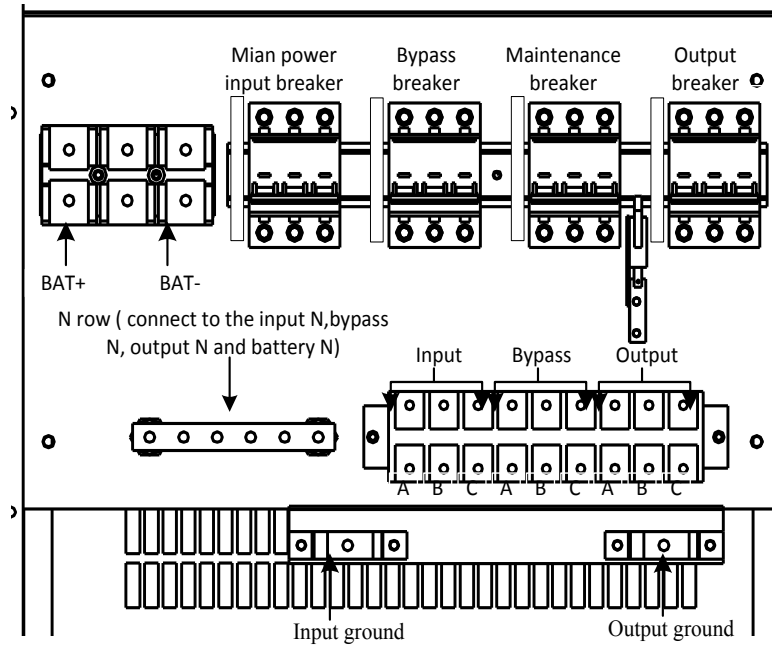 Mian power
input breaker
Bypass
breaker
Maintenance
breaker
Output
breaker
BAT+
BAT-
N row ( connect to the input N,bypass
N, output N and battery N)
Input
Bypass
Output
A B C A B C A B C
Input ground
Output ground